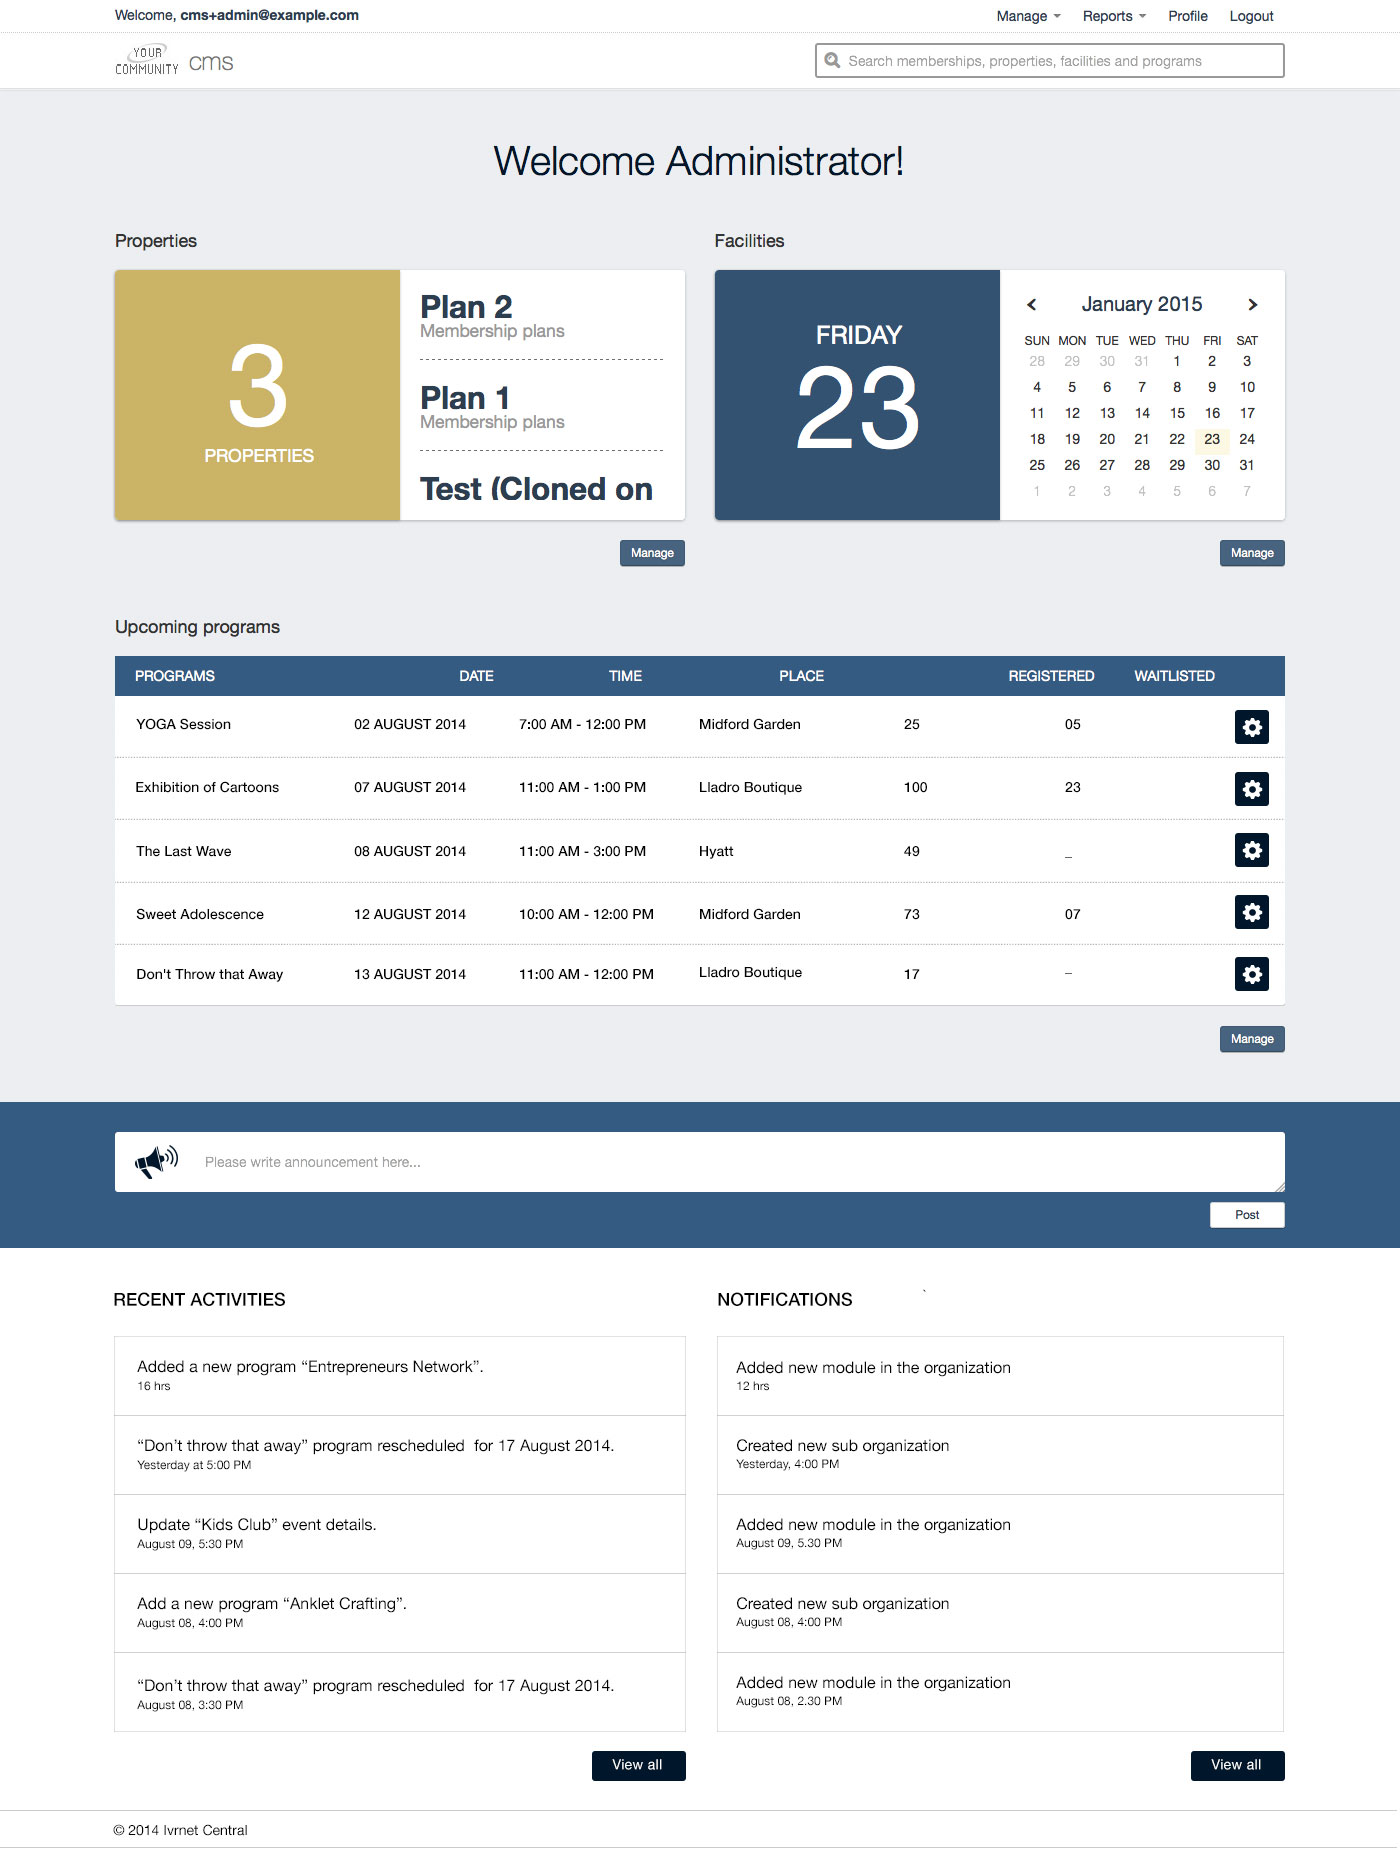 Welcome, cms+admin@example.com
Manage Reports Profile Logout
YOUR COMMUNITY cms
Search memberships, properties, facilities and programs
Welcome Administrator!
Properties
3
PROPERTIES
Plan 2
Membership plans
Plan 1
Membership plans
Test (Cloned on
Manage
Facilities
FRIDAY
23
January 2015
SUN MON TUE WED THU FRI SAT
28 29 30 31 1 2 3
4 5 6 7 8 9 10
11 12 13 14 15 16 17
18 19 20 21 22 23 24
25 26 27 28 29 30 31
1 2 3 4 5 6 7
Manage
Upcoming programs
PROGRAMS DATE TIME PLACE REGISTERED WAITLISTED
YOGA Session 02 AUGUST 2014 7:00 AM - 12:00 PM Midford Garden 25 05
Exhibition of Cartoons 07 AUGUST 2014 11:00 AM - 1:00 PM Lladro Boutique 100 23
The Last Wave 08 AUGUST 2014 11:00 AM - 3:00 PM Hyatt 49 _
Sweet Adolescence 12 AUGUST 2014 10:00 AM - 12:00 PM Midford Garden 73 07
Don't Throw that Away 13 AUGUST 2014 11:00 AM - 12:00 PM Lladro Boutique 17 –
Manage
Please write announcement here...
Post
RECENT ACTIVITIES
Added a new program “Entrepreneurs Network”.
16 hrs
“Don’t throw that away” program rescheduled  for 17 August 2014.
Yesterday at 5:00 PM
Update “Kids Club” event details.
August 09, 5:30 PM
Add a new program “Anklet Crafting”.
August 08, 4:00 PM
“Don’t throw that away” program rescheduled  for 17 August 2014.
August 08, 3:30 PM
View all
NOTIFICATIONS `
Added new module in the organization
12 hrs
Created new sub organization
Yesterday, 4:00 PM
Added new module in the organization
August 09, 5.30 PM
Created new sub organization
August 08, 4:00 PM
Added new module in the organization
August 08, 2.30 PM
View all
© 2014 Ivrnet Central